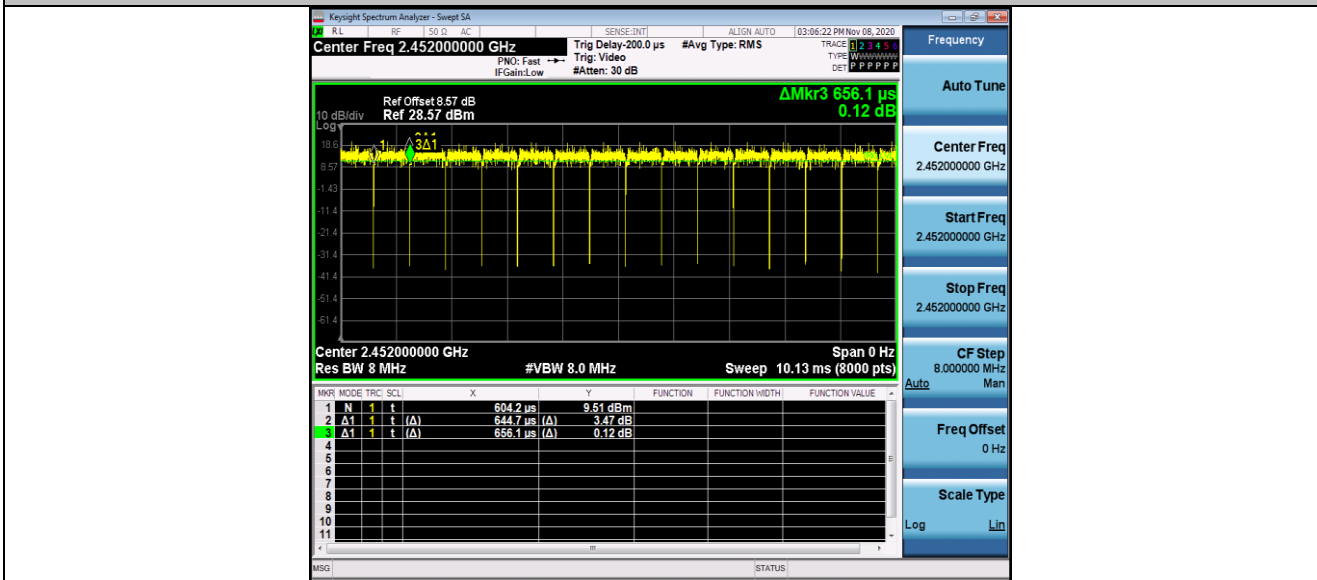 Keysight Spectrum Analyzer - Swept SA
RL RF 50 Ω AC SENSE:INT ALIGN AUTO 03:06:22 PM Nov 08, 2020
Center Freq 2.452000000 GHz
PNO: Fast
IFGain:Low
Trig Delay-200.0 µs
Trig: Video
#Atten: 30 dB
#Avg Type: RMS
TRACE 1 2 3 4 5 6
TYPE WWWWWW
DET P P P P P P
ΔMkr3 656.1 µs
0.12 dB
Ref Offset 8.57 dB
10 dB/div Ref 28.57 dBm
Log
18.6
8.57
-1.43
-11.4
-21.4
-31.4
-41.4
-51.4
-61.4
1
3Δ1
Center 2.452000000 GHz Span 0 Hz
Res BW 8 MHz #VBW 8.0 MHz Sweep 10.13 ms (8000 pts)
MKR MODE TRC SCL X Y FUNCTION FUNCTION WIDTH FUNCTION VALUE
1 N 1 t 604.2 µs 9.51 dBm
2 Δ1 1 t (Δ) 644.7 µs (Δ) 3.47 dB
3 Δ1 1 t (Δ) 656.1 µs (Δ) 0.12 dB
4
5
6
7
8
9
10
11
MSG STATUS
Frequency
Auto Tune
Center Freq
2.452000000 GHz
Start Freq
2.452000000 GHz
Stop Freq
2.452000000 GHz
CF Step
8.000000 MHz
Auto Man
Freq Offset
0 Hz
Scale Type
Log Lin